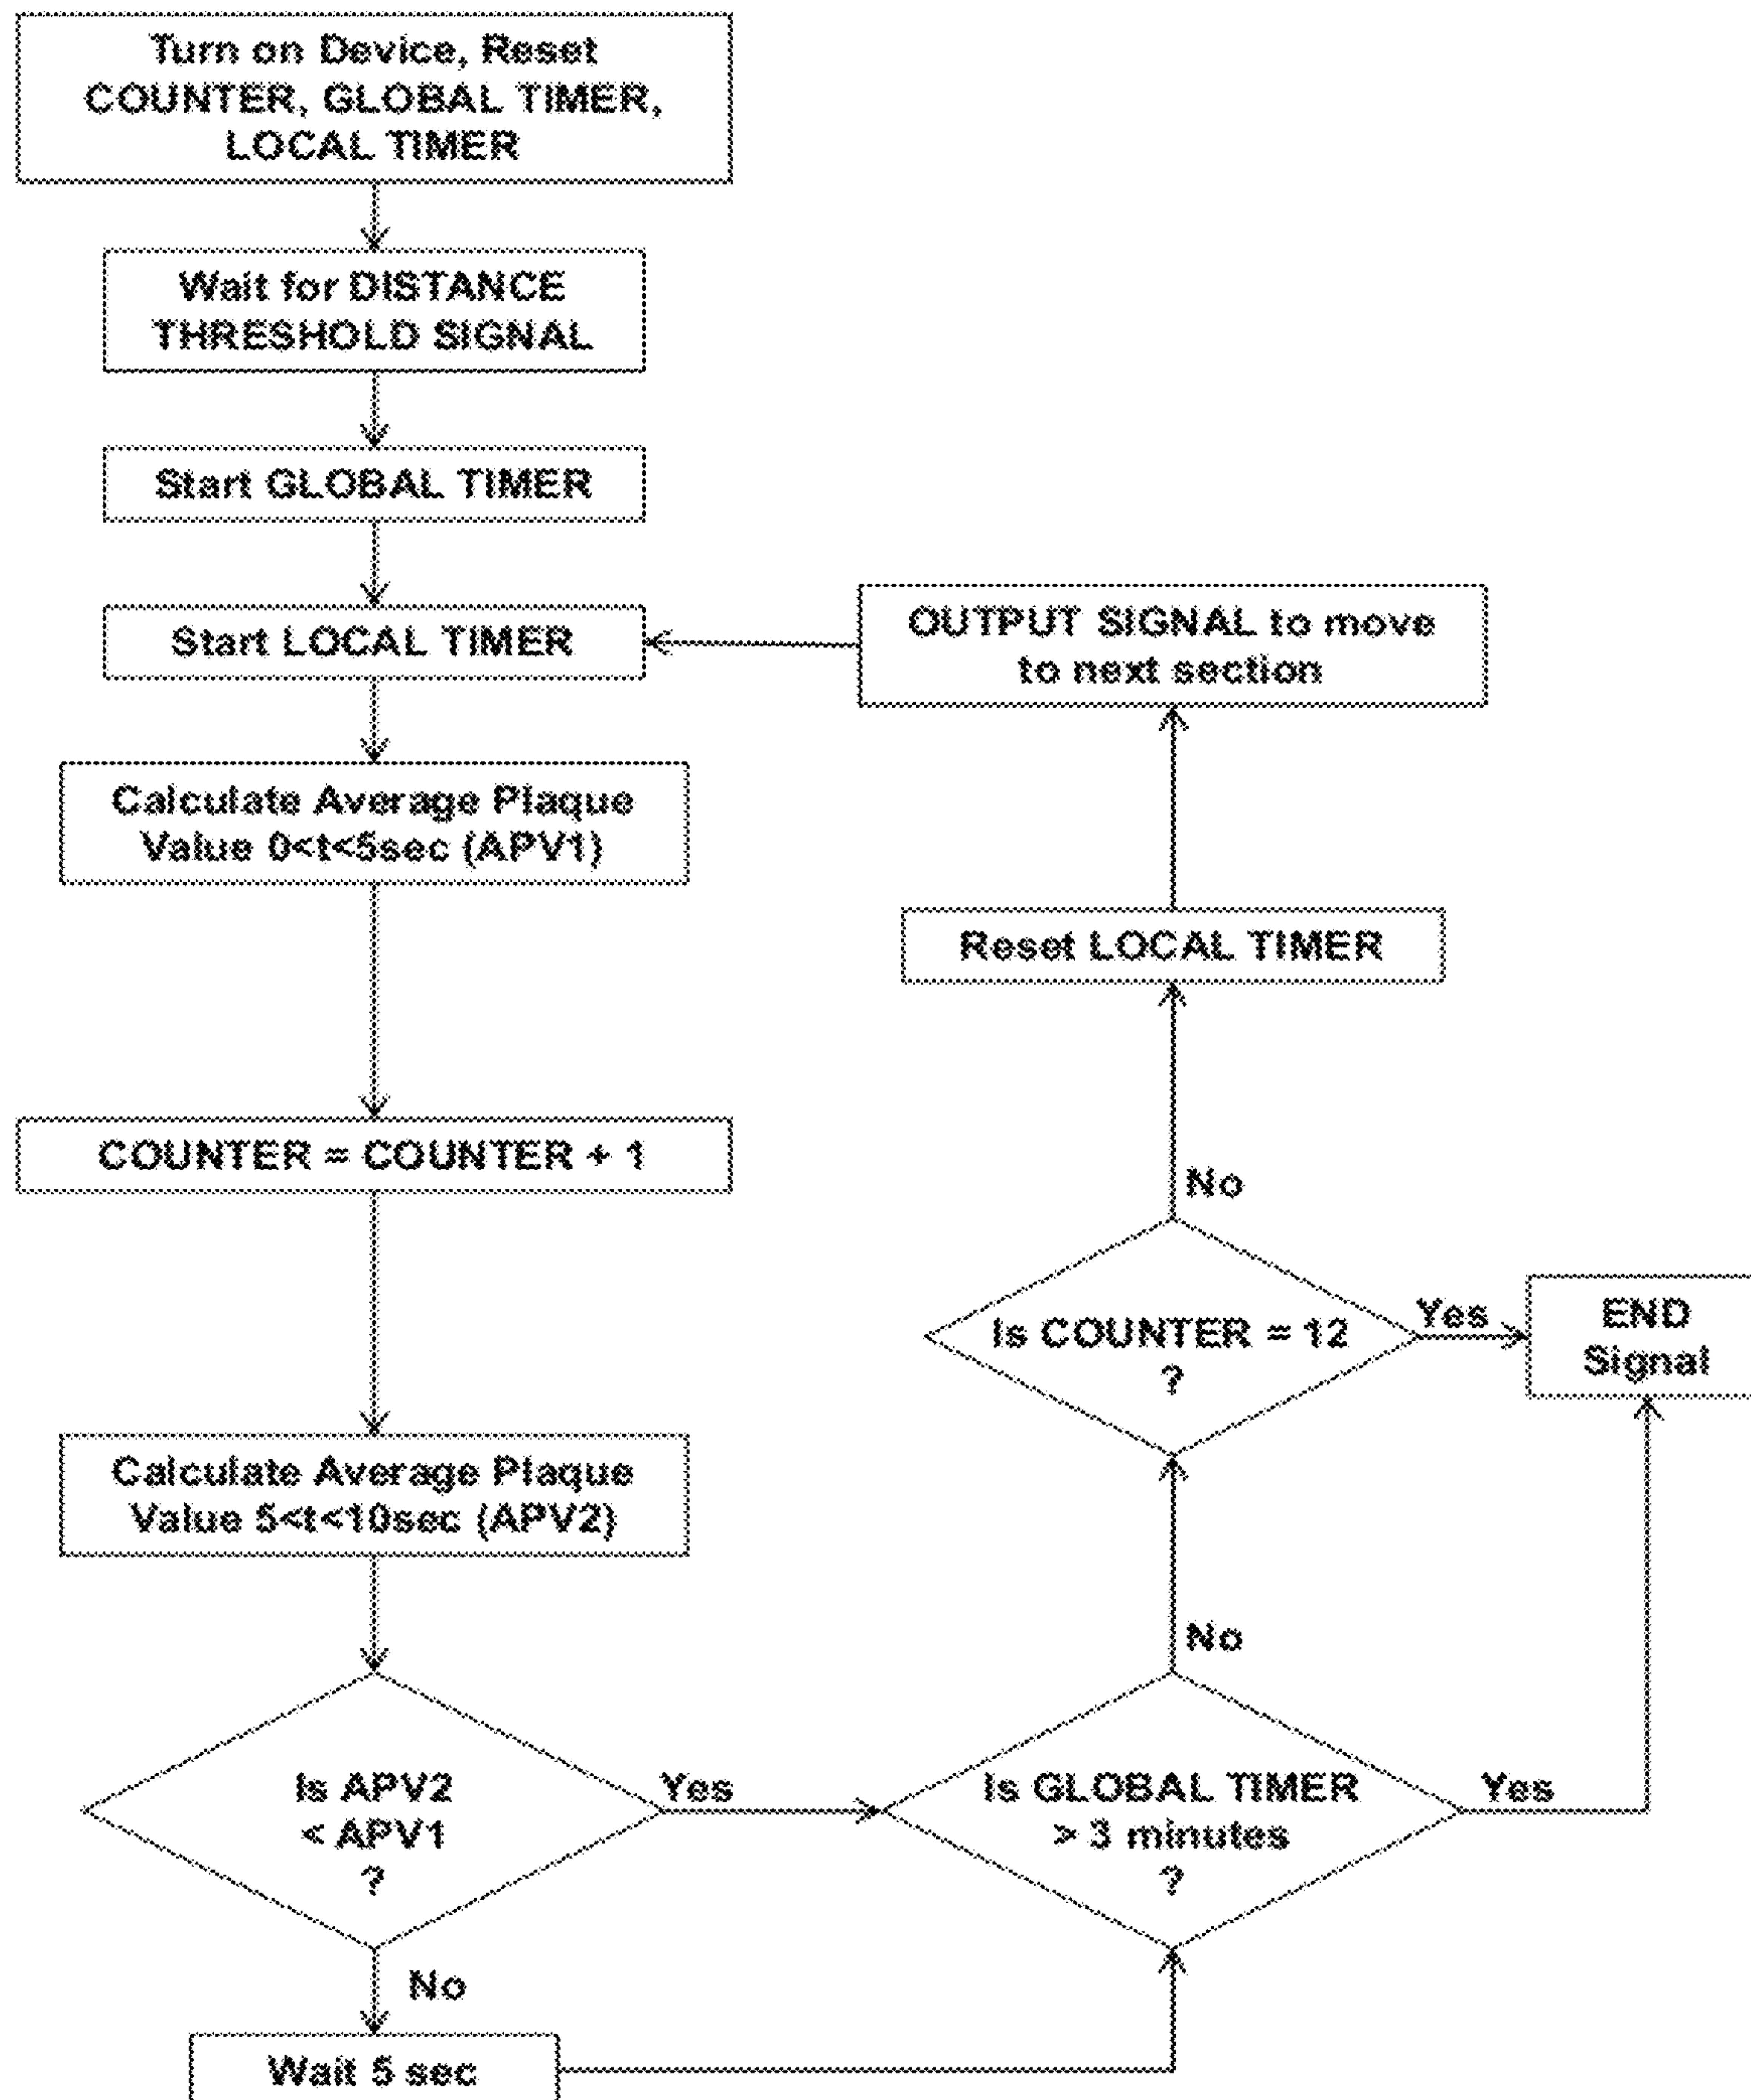 Turn on Device, Reset
COUNTER, GLOBAL TIMER,
LOCAL TIMER
Wait for DISTANCE
THRESHOLD SIGNAL
Start GLOBAL TIMER
Start LOCAL TIMER
OUTPUT SIGNAL to move
to next section
Calculate Average Plaque
Value 0<t<5sec (APV1)
Reset LOCAL TIMER
COUNTER = COUNTER + 1
No
Is COUNTER = 12
?
Yes
END
Signal
Calculate Average Plaque
Value 5<t<10sec (APV2)
No
Is APV2
< APV1
?
Yes
Is GLOBAL TIMER
> 3 minutes
?
Yes
No
Wait 5 sec